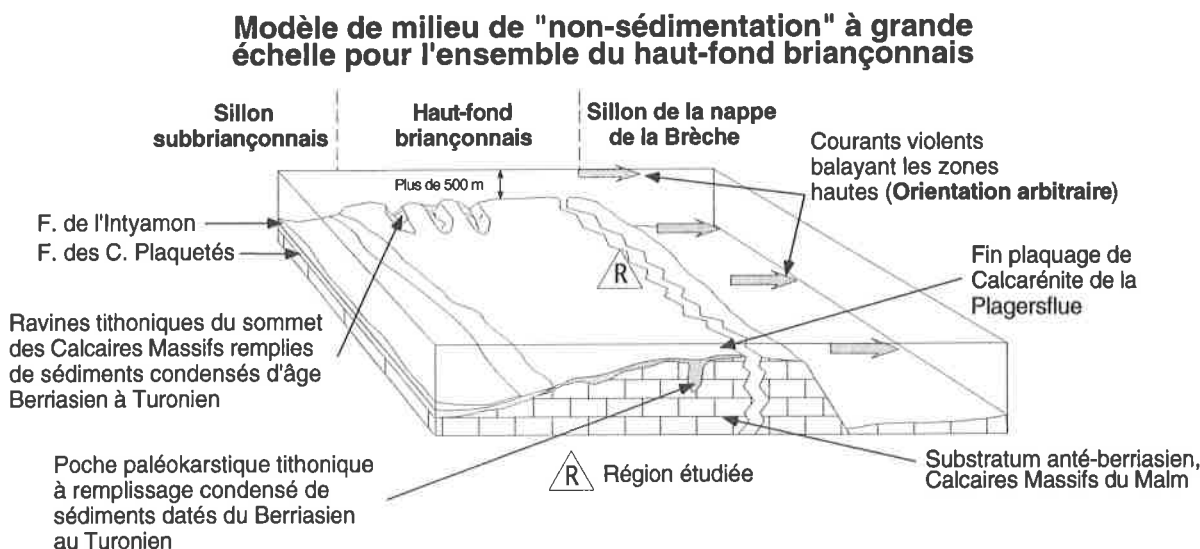 Modèle de milieu de "non-sédimentation" à grande
échelle pour l'ensemble du haut-fond briançonnais
Sillon
subbriançonnais
Haut-fond
briançonnais
Sillon de la nappe
de la Brèche
Courants violents
balayant les zones
hautes (Orientation arbitraire)
Plus de 500 m
F. de l'Intyamon
F. des C. Plaquetés
R
Fin plaquage de
Calcarénite de la
Plagersflue
Ravines tithoniques du sommet
des Calcaires Massifs remplies
de sédiments condensés d'âge
Berriasien à Turonien
Poche paléokarstique tithonique
à remplissage condensé de
sédiments datés du Berriasien
au Turonien
R Région étudiée
Substratum anté-berriasien,
Calcaires Massifs du Malm